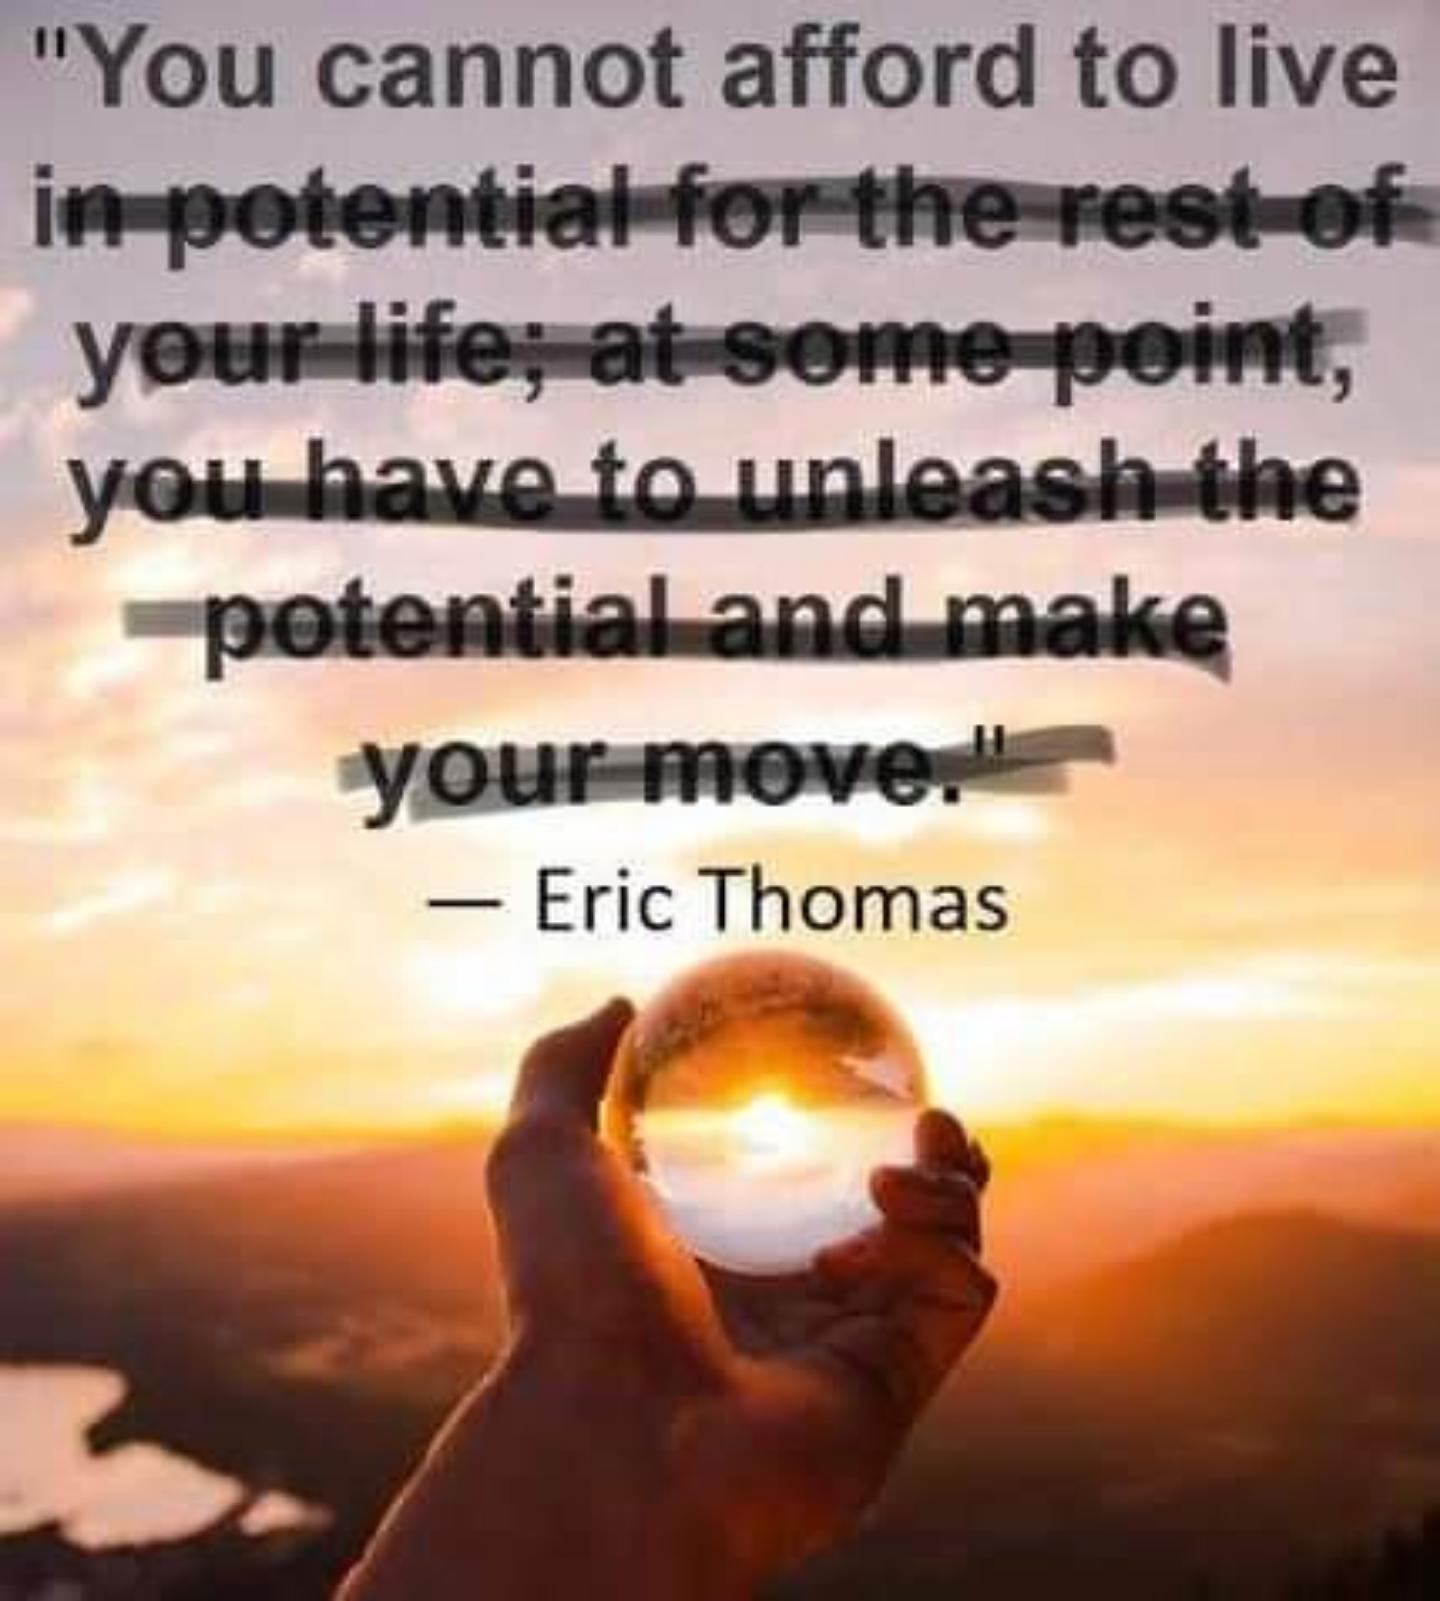 "You cannot afford to live
in potential for the rest of
your life; at some point,
you have to unleash the
potential and make
your move."
— Eric Thomas